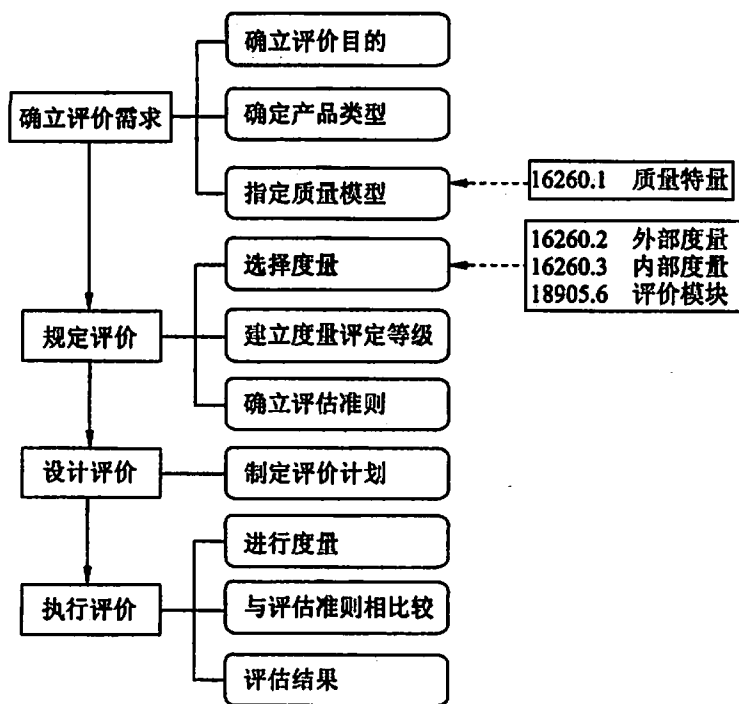 确立评价目的
确立评价需求
确定产品类型
指定质量模型
16260.1 质量特量
选择度量
16260.2 外部度量
16260.3 内部度量
18905.6 评价模块
规定评价
建立度量评定等级
确立评估准则
设计评价
制定评价计划
进行度量
执行评价
与评估准则相比较
评估结果